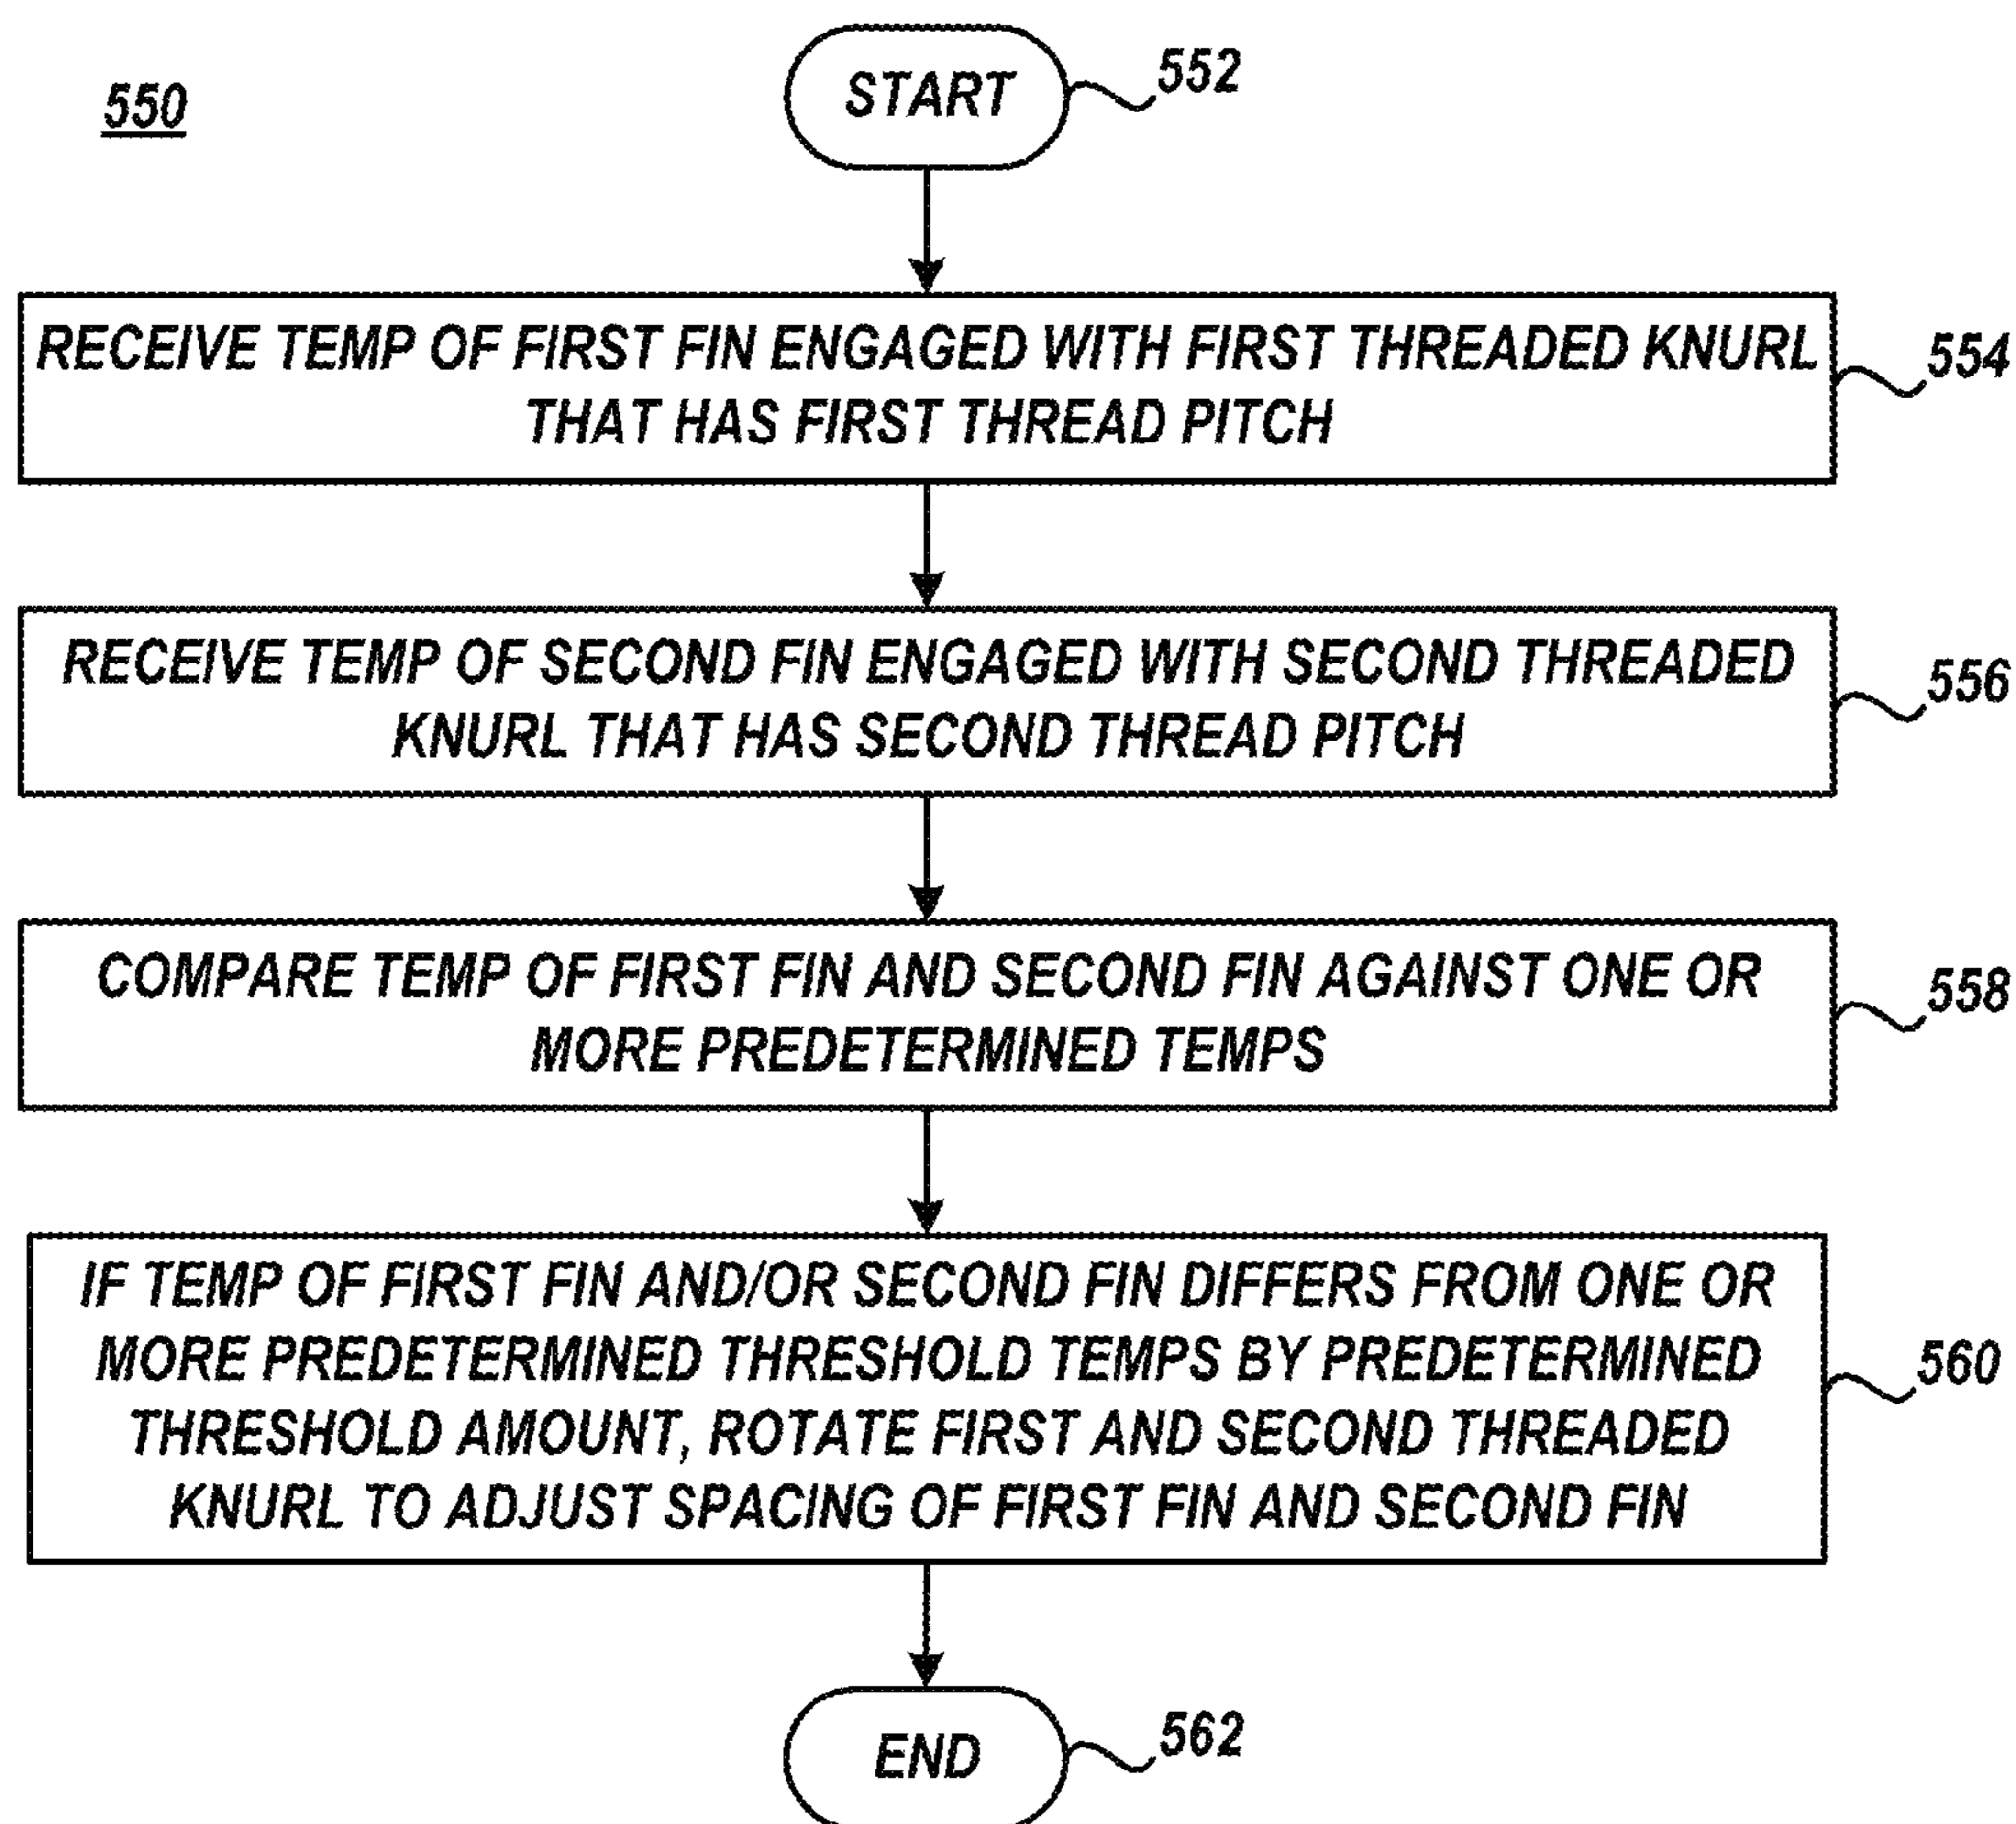 550
START
552
RECEIVE TEMP OF FIRST FIN ENGAGED WITH FIRST THREADED KNURL
THAT HAS FIRST THREAD PITCH
554
RECEIVE TEMP OF SECOND FIN ENGAGED WITH SECOND THREADED
KNURL THAT HAS SECOND THREAD PITCH
556
COMPARE TEMP OF FIRST FIN AND SECOND FIN AGAINST ONE OR
MORE PREDETERMINED TEMPS
558
IF TEMP OF FIRST FIN AND/OR SECOND FIN DIFFERS FROM ONE OR
MORE PREDETERMINED THRESHOLD TEMPS BY PREDETERMINED
THRESHOLD AMOUNT, ROTATE FIRST AND SECOND THREADED
KNURL TO ADJUST SPACING OF FIRST FIN AND SECOND FIN
560
END
562